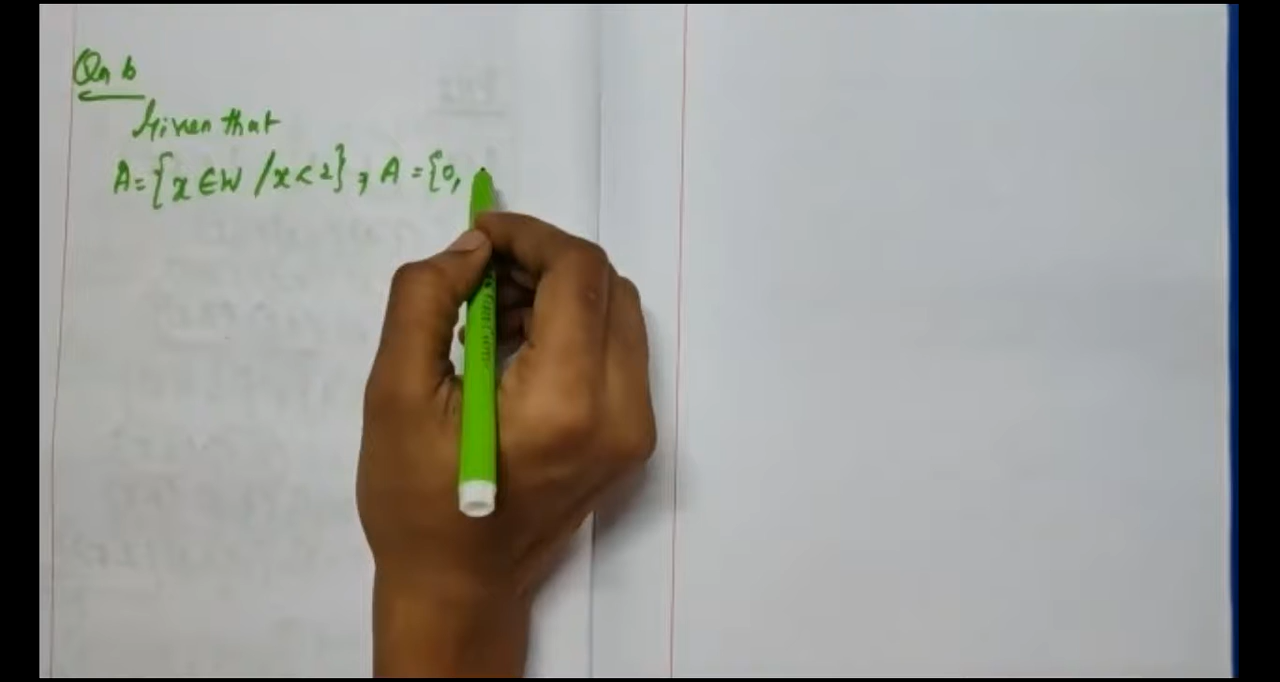 Qn 6
Given that
A = {x ∈ W / x < 2}, A = {0,